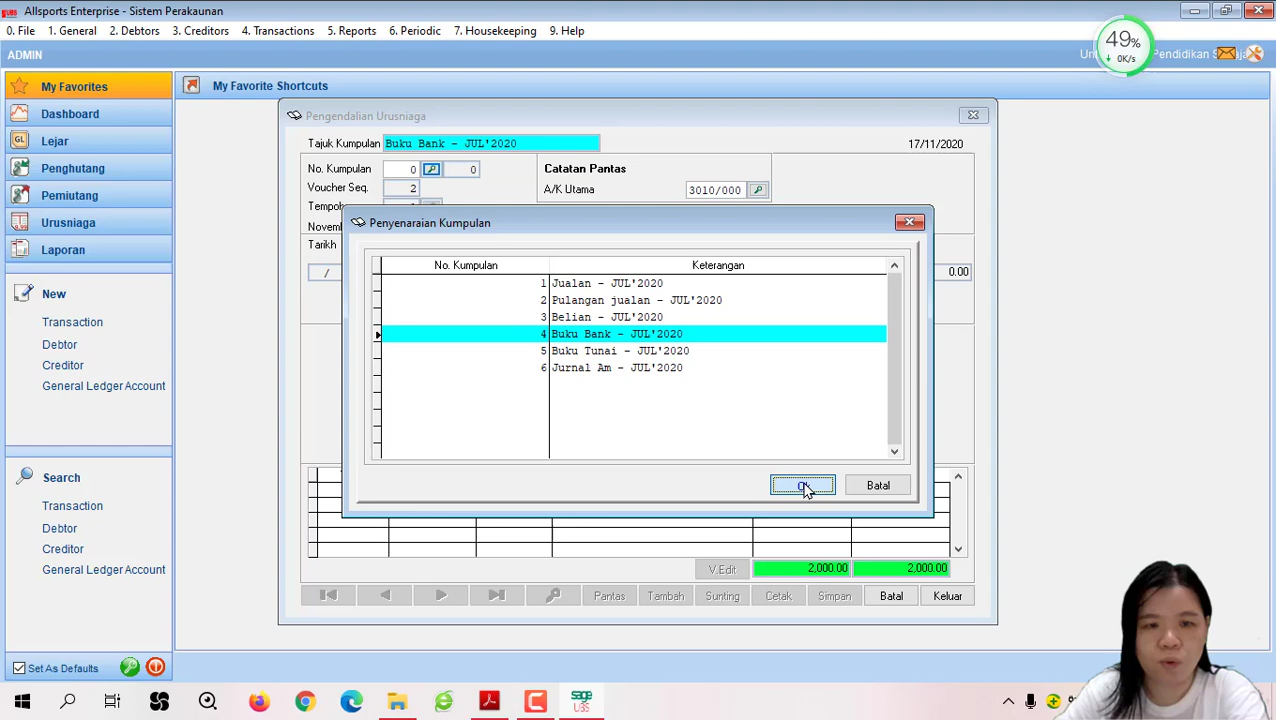 Allsports Enterprise - Sistem Perakaunan
0. File 1. General 2. Debtors 3. Creditors 4. Transactions 5. Reports 6. Periodic 7. Housekeeping 9. Help
49%
↓ 0K/s
ADMIN
Pendidikan
My Favorites
My Favorite Shortcuts
Dashboard
Lejar
Penghutang
Pemiutang
Urusniaga
Laporan
New
Transaction
Debtor
Creditor
General Ledger Account
Search
Transaction
Debtor
Creditor
General Ledger Account
Set As Defaults
Pengendalian Urusniaga
Tajuk Kumpulan Buku Bank - JUL'2020 17/11/2020
No. Kumpulan 0 0 Catatan Pantas
Voucher Seq. 2 A/K Utama 3010/000
Tempoh
Tarikh
/
0.00
Penyenaraian Kumpulan
No. Kumpulan Keterangan
1 Jualan - JUL'2020
2 Pulangan jualan - JUL'2020
3 Belian - JUL'2020
4 Buku Bank - JUL'2020
5 Buku Tunai - JUL'2020
6 Jurnal Am - JUL'2020
Batal
V.Edit 2,000.00 2,000.00
Pantas Tambah Sunting Cetak Simpan Batal Keluar
sage
UBS